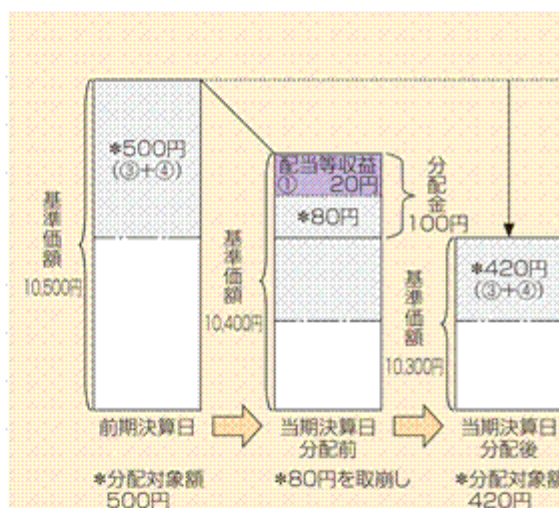 *500円
(③+④)
基準価額
10,500円
配当等収益
① 20円
*80円
分配金
100円
基準価額
10,400円
*420円
(③+④)
基準価額
10,300円
前期決算日
当期決算日
分配前
当期決算日
分配後
*分配対象額
500円
*80円を取崩し
*分配対象額
420円